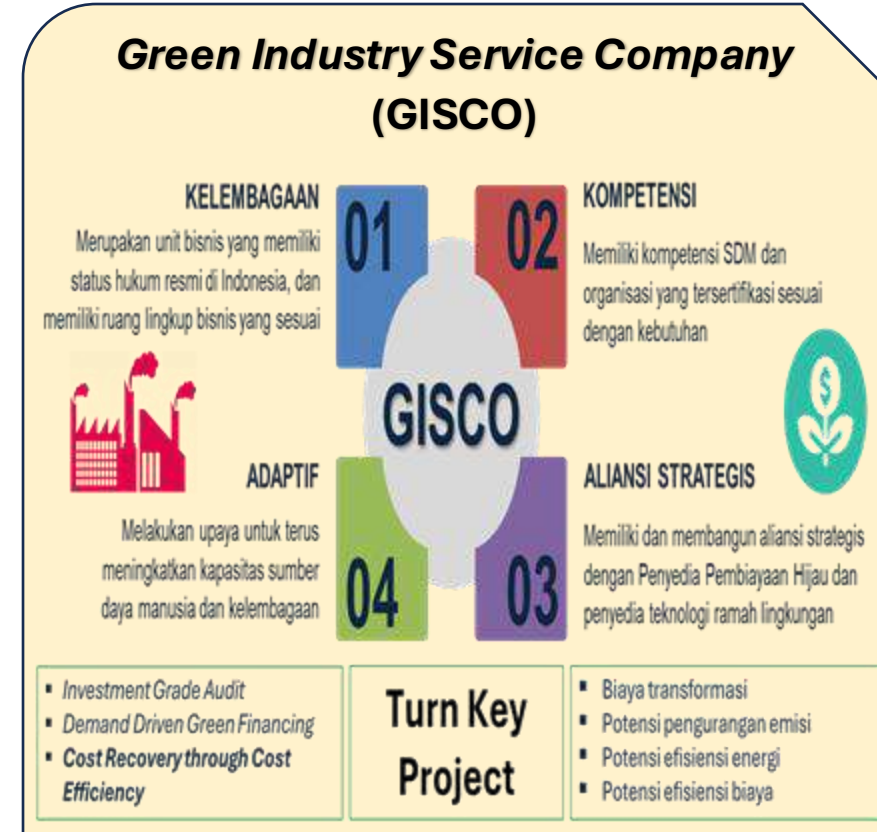 Green Industry Service Company
(GISCO)
KELEMBAGAAN
Merupakan unit bisnis yang memiliki
status hukum resmi di Indonesia, dan
memiliki ruang lingkup bisnis yang sesuai
01
02
KOMPETENSI
Memiliki kompetensi SDM dan
organisasi yang tersertifikasi sesuai
dengan kebutuhan
$
GISCO
ADAPTIF
Melakukan upaya untuk terus
meningkatkan kapasitas sumber
daya manusia dan kelembagaan
04
03
ALIANSI STRATEGIS
Memiliki dan membangun aliansi strategis
dengan Penyedia Pembiayaan Hijau dan
penyedia teknologi ramah lingkungan
▪ Investment Grade Audit
▪ Demand Driven Green Financing
▪ Cost Recovery through Cost
Efficiency
Turn Key
Project
▪ Biaya transformasi
▪ Potensi pengurangan emisi
▪ Potensi efisiensi energi
▪ Potensi efisiensi biaya